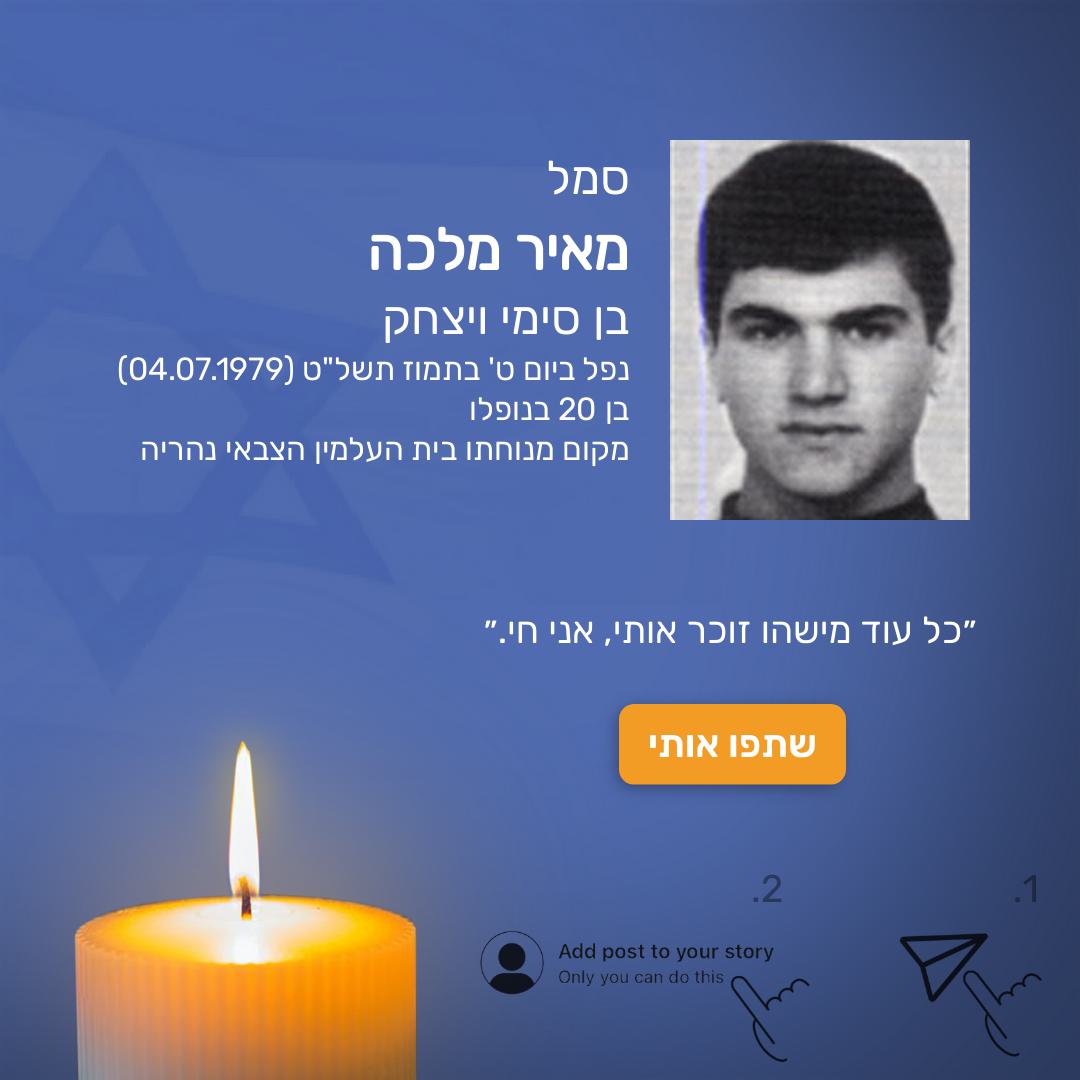 סמל
מאיר מלכה
בן סימי ויצחק
נפל ביום ט' בתמוז תשל"ט (04.07.1979)
בן 20 בנופלו
מקום מנוחתו בית העלמין הצבאי נהריה
״כל עוד מישהו זוכר אותי, אני חי.״
שתפו אותי
1.
2.
Add post to your story
Only you can do this